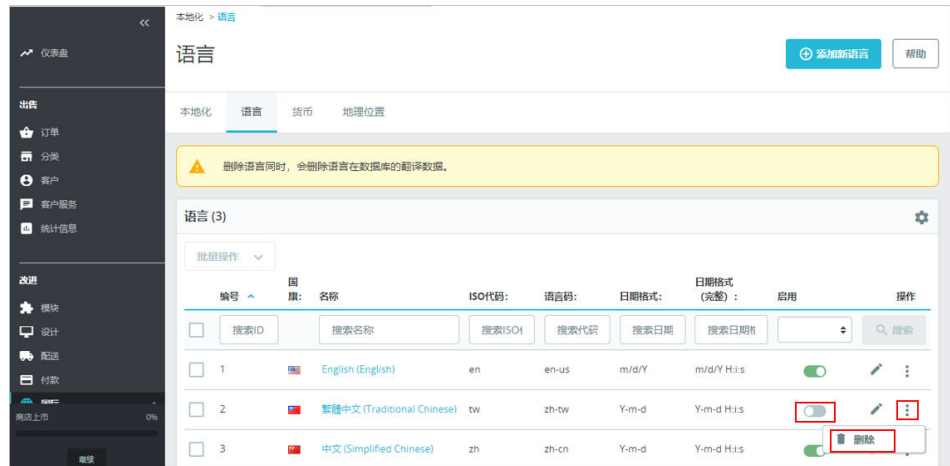 本地化 > 语言
语言
添加新语言
帮助
仪表盘
出售
订单
分类
客户
客户服务
统计信息
改进
模块
设计
配送
付款
商店上市 0%
继续
本地化 语言 货币 地理位置
删除语言同时，会删除语言在数据库的翻译数据。
语言 (3)
批量操作
编号 国旗: 名称 ISO代码: 语言码: 日期格式: 日期格式 (完整) : 启用 操作
搜索ID 搜索名称 搜索ISO 搜索代码 搜索日期 搜索日期 搜索
1 English (English) en en-us m/d/Y m/d/Y H:i:s
2 繁體中文 (Traditional Chinese) tw zh-tw Y-m-d Y-m-d H:i:s
删除
3 中文 (Simplified Chinese) zh zh-cn Y-m-d Y-m-d H:i:s